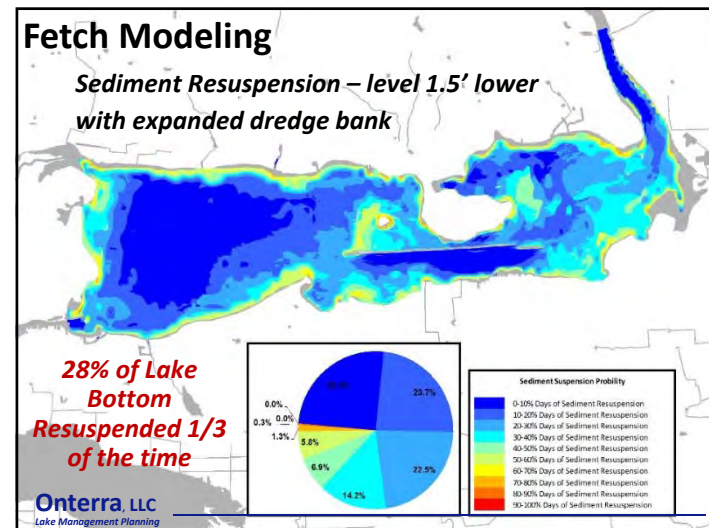 Fetch Modeling
Sediment Resuspension – level 1.5' lower
with expanded dredge bank
28% of Lake
Bottom
Resuspended 1/3
of the time
23.7%
22.5%
14.2%
6.9%
5.8%
1.3%
0.3%
0.0%
0.0%
Sediment Suspension Probility
0-10% Days of Sediment Resuspension
10-20% Days of Sediment Resuspension
20-30% Days of Sediment Resuspension
30-40% Days of Sediment Resuspension
40-50% Days of Sediment Resuspension
50-60% Days of Sediment Resuspension
60-70% Days of Sediment Resuspension
70-80% Days of Sediment Resuspension
80-90% Days of Sediment Resuspension
90-100% Days of Sediment Resuspension
Onterra, LLC
Lake Management Planning